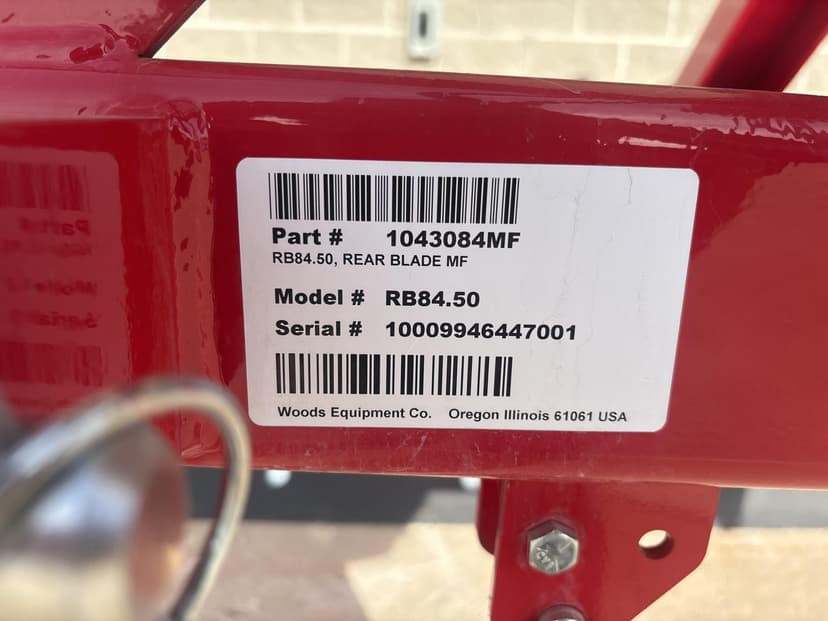 Part # 1043084MF
RB84.50, REAR BLADE MF
Model # RB84.50
Serial # 10009946447001
Woods Equipment Co. Oregon Illinois 61061 USA